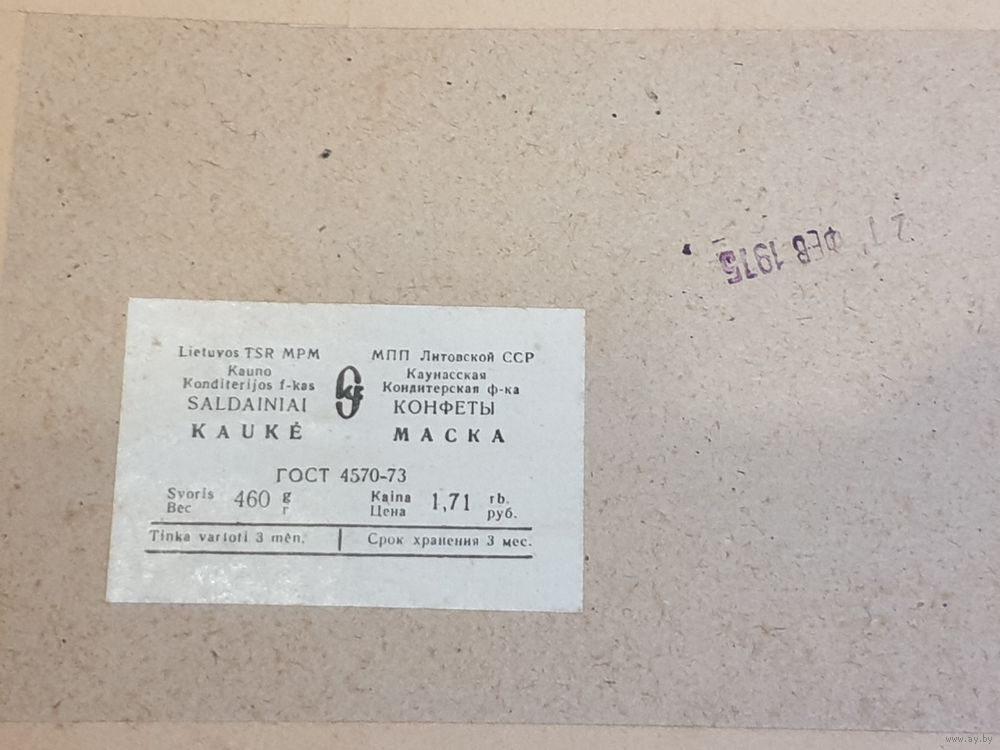 27 ФЕВ 1975
Lietuvos TSR MPM
Kauno
Konditerijos f-kas
SALDAINIAI
KAUKĖ
МПП Литовской ССР
Каунасская
Кондитерская ф-ка
КОНФЕТЫ
МАСКА
ГОСТ 4570-73
Svoris 460 g
Вес г
Kaina 1,71 rb.
Цена руб.
Tinka vartoti 3 mėn.
Срок хранения 3 мес.
www.ay.by